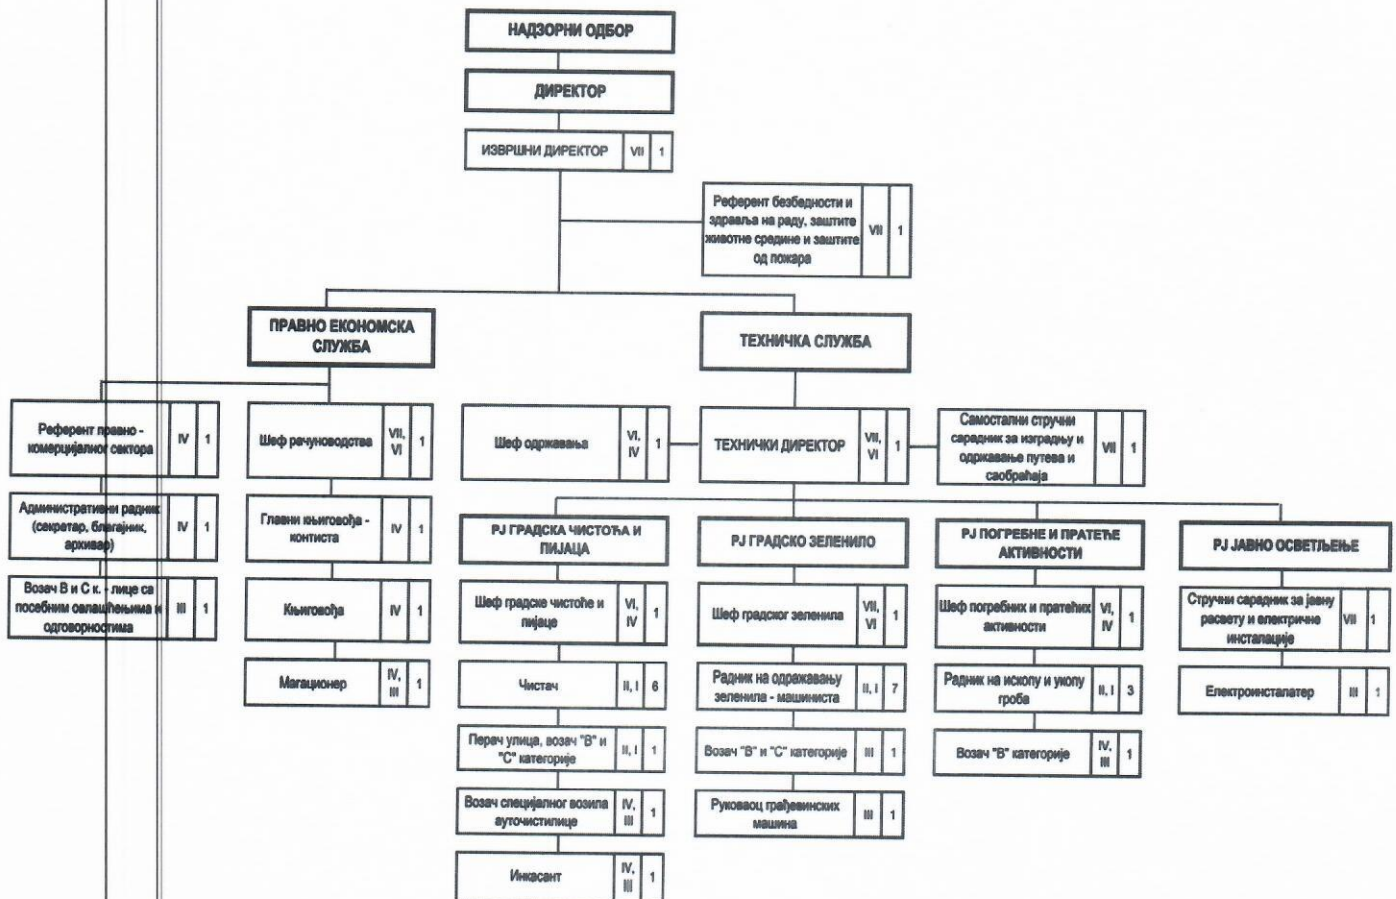 НАДЗОРНИ ОДБОР
ДИРЕКТОР
ИЗВРШНИ ДИРЕКТОР VII 1
Референт безбедности и
здравља на раду, заштите
животне средине и заштите
од пожара
VII 1
ПРАВНО ЕКОНОМСКА
СЛУЖБА
ТЕХНИЧКА СЛУЖБА
Референт правно -
комерцијалног сектора
IV 1
Административни радник
(секретар, благајник,
архивар)
IV 1
Возач В и С к. - лице са
посебним овлашћењима и
одговорностима
III 1
Шеф рачуноводства
VII,
VI
1
Главни књиговођа -
контиста
IV 1
Књиговођа IV 1
Магационер
IV,
III
1
Шеф одржавања
VI,
IV
1
ТЕХНИЧКИ ДИРЕКТОР
VII,
VI
1
Самостални стручни
сарадник за изградњу и
одржавање путева и
саобраћаја
VII 1
РЈ ГРАДСКА ЧИСТОЋА И
ПИЈАЦА
Шеф градске чистоће и
пијаце
VI,
IV
1
Чистач II, I 6
Перач улица, возач "В" и
"С" категорије
II, I 1
Возач специјалног возила
ауточистилице
IV,
III
1
Инкасант
IV,
III
1
РЈ ГРАДСКО ЗЕЛЕНИЛО
Шеф градског зеленила
VII,
VI
1
Радник на одражавању
зеленила - машиниста
II, I 7
Возач "В" и "С" категорије III 1
Руковаоц грађевинских
машина
III 1
РЈ ПОГРЕБНЕ И ПРАТЕЋЕ
АКТИВНОСТИ
Шеф погребних и пратећих
активности
VI,
IV
1
Радник на ископу и укопу
гроба
II, I 3
Возач "В" категорије
IV,
III
1
РЈ ЈАВНО ОСВЕТЉЕЊЕ
Стручни сарадник за јавну
расвету и електричне
инсталације
VII 1
Електроинсталатер III 1